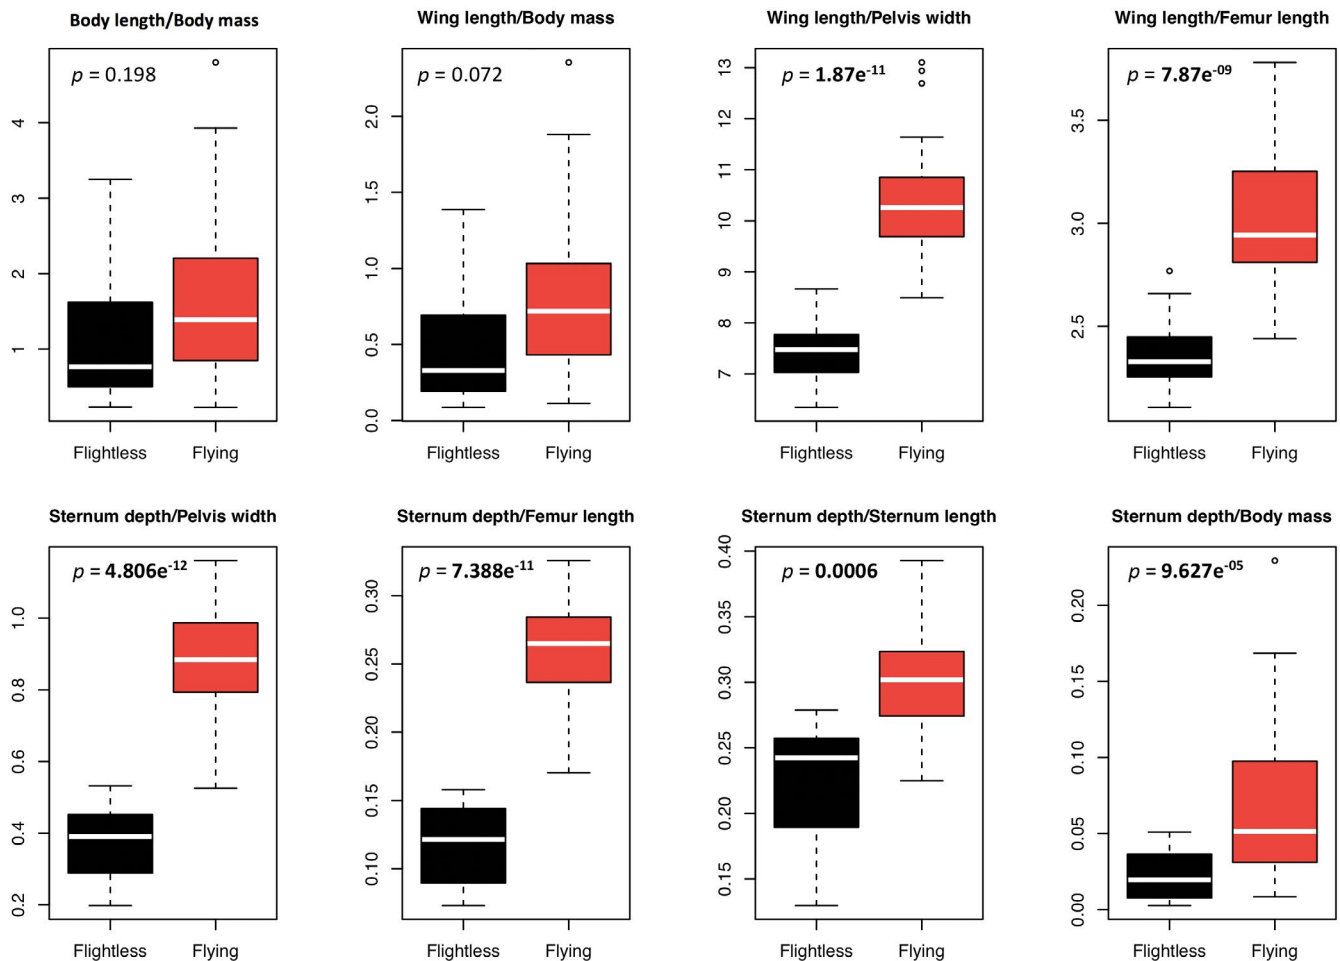 Body length/Body mass
p = 0.198
4
3
2
1
Flightless Flying
Wing length/Body mass
p = 0.072
2.0
1.5
1.0
0.5
0.0
Flightless Flying
Wing length/Pelvis width
p = 1.87e-11
13
12
11
10
9
8
7
Flightless Flying
Wing length/Femur length
p = 7.87e-09
3.5
3.0
2.5
Flightless Flying
Sternum depth/Pelvis width
p = 4.806e-12
1.0
0.8
0.6
0.4
0.2
Flightless Flying
Sternum depth/Femur length
p = 7.388e-11
0.30
0.25
0.20
0.15
0.10
Flightless Flying
Sternum depth/Sternum length
p = 0.0006
0.40
0.35
0.30
0.25
0.20
0.15
Flightless Flying
Sternum depth/Body mass
p = 9.627e-05
0.20
0.15
0.10
0.05
0.00
Flightless Flying